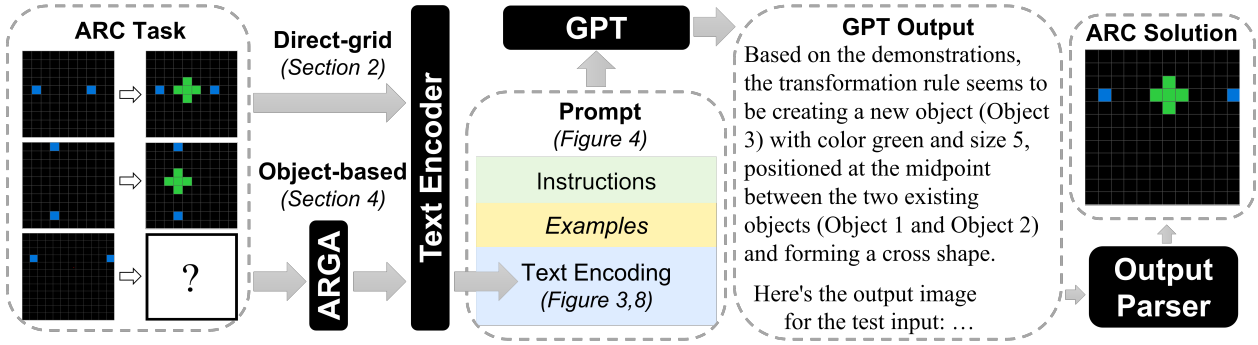 ARC Task
?
Direct-grid
(Section 2)
Object-based
(Section 4)
ARGA
Text Encoder
GPT
Prompt
(Figure 4)
Instructions
Examples
Text Encoding
(Figure 3,8)
GPT Output
Based on the demonstrations,
the transformation rule seems to
be creating a new object (Object
3) with color green and size 5,
positioned at the midpoint
between the two existing
objects (Object 1 and Object 2)
and forming a cross shape.
Here's the output image
for the test input: …
ARC Solution
Output
Parser